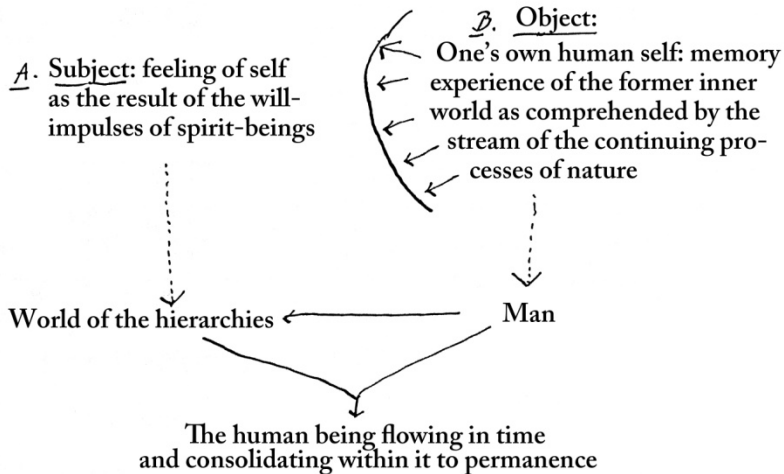 A. Subject: feeling of self
as the result of the will-
impulses of spirit-beings
B. Object:
One's own human self: memory
experience of the former inner
world as comprehended by the
stream of the continuing pro-
cesses of nature
World of the hierarchies
Man
The human being flowing in time
and consolidating within it to permanence